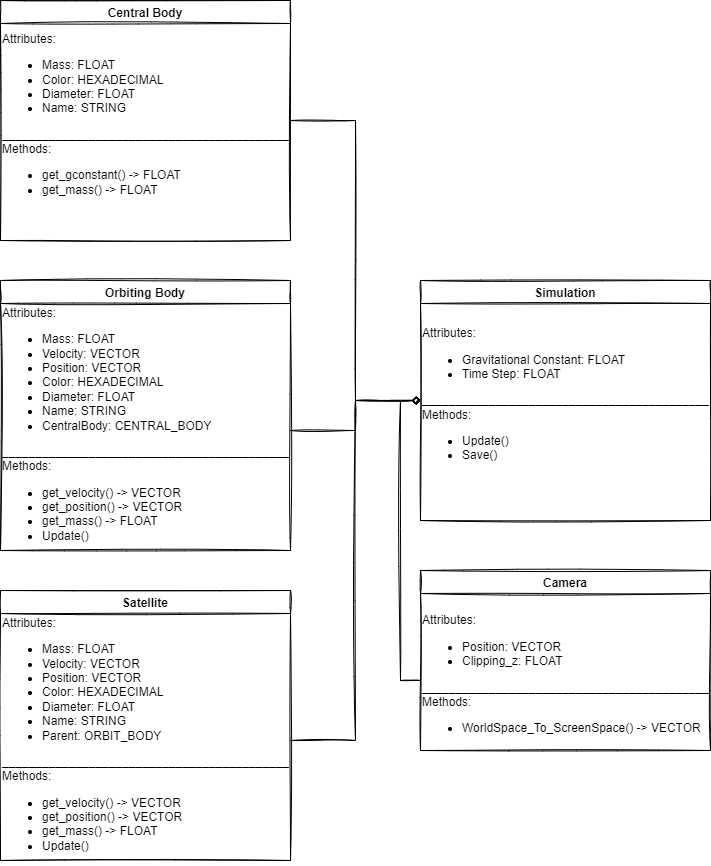 Central Body
Attributes:
Mass: FLOAT
Color: HEXADECIMAL
Diameter: FLOAT
Name: STRING
Methods:
get_gconstant() -> FLOAT
get_mass() -> FLOAT
Orbiting Body
Attributes:
Mass: FLOAT
Velocity: VECTOR
Position: VECTOR
Color: HEXADECIMAL
Diameter: FLOAT
Name: STRING
CentralBody: CENTRAL_BODY
Methods:
get_velocity() -> VECTOR
get_position() -> VECTOR
get_mass() -> FLOAT
Update()
Satellite
Attributes:
Mass: FLOAT
Velocity: VECTOR
Position: VECTOR
Color: HEXADECIMAL
Diameter: FLOAT
Name: STRING
Parent: ORBIT_BODY
Methods:
get_velocity() -> VECTOR
get_position() -> VECTOR
get_mass() -> FLOAT
Update()
Simulation
Attributes:
Gravitational Constant: FLOAT
Time Step: FLOAT
Methods:
Update()
Save()
Camera
Attributes:
Position: VECTOR
Clipping_z: FLOAT
Methods:
WorldSpace_To_ScreenSpace() -> VECTOR